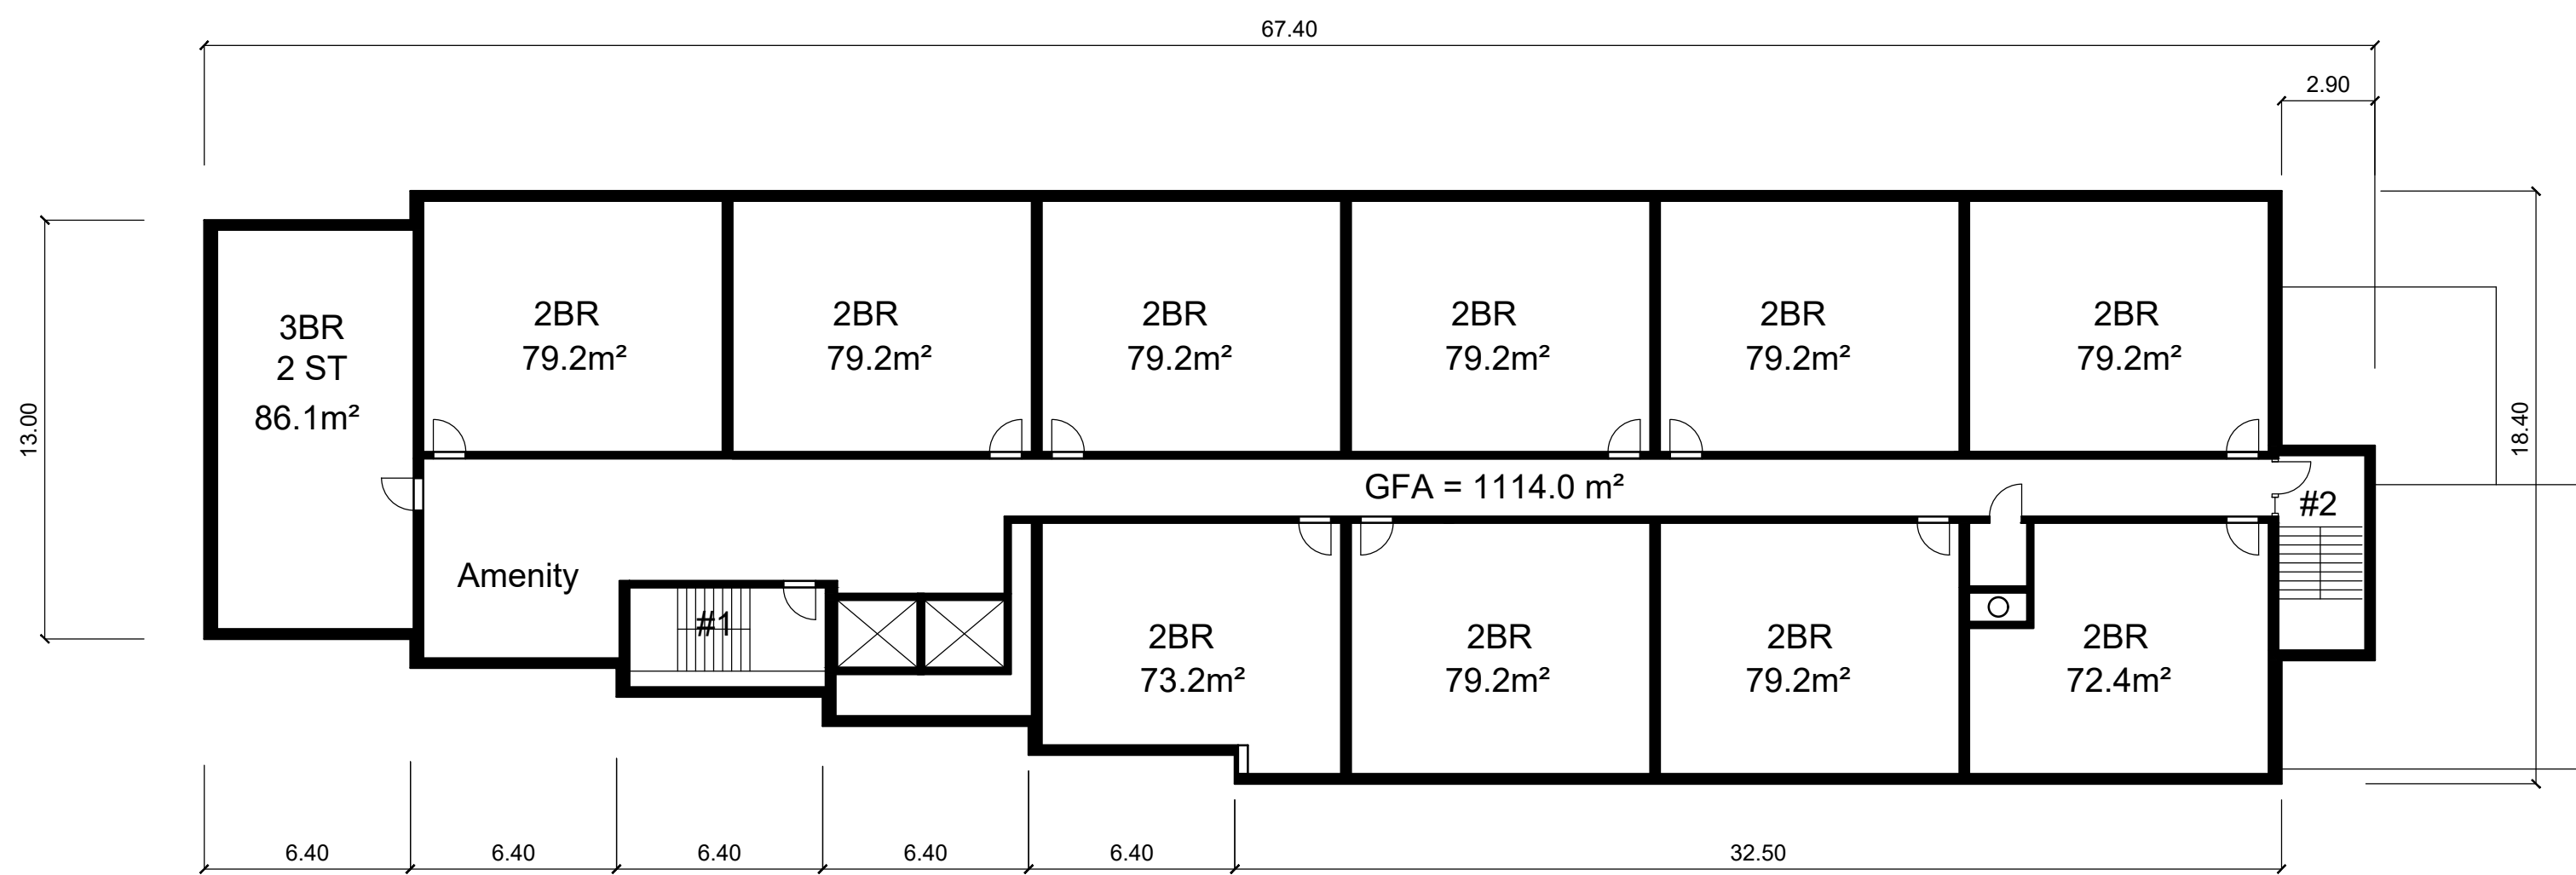 67.40
2.90
13.00
18.40
3BR
2 ST
86.1m²
2BR
79.2m²
2BR
79.2m²
2BR
79.2m²
2BR
79.2m²
2BR
79.2m²
2BR
79.2m²
GFA = 1114.0 m²
#2
Amenity
#1
2BR
73.2m²
2BR
79.2m²
2BR
79.2m²
2BR
72.4m²
6.40
6.40
6.40
6.40
6.40
32.50